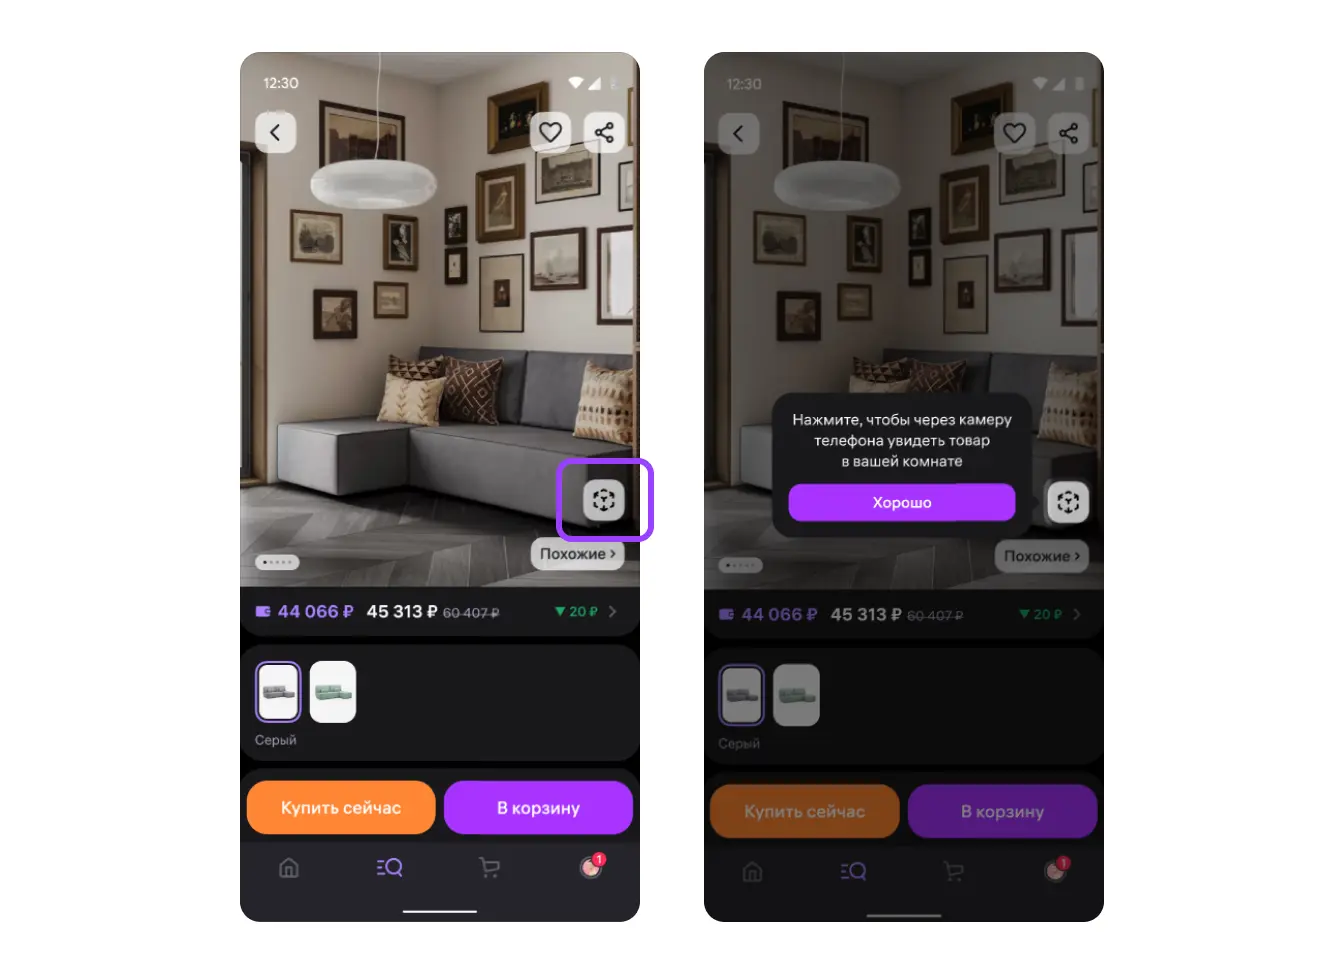 12:30
Похожие ›
44 066 ₽ 45 313 ₽ 60 407 ₽ ▼ 20 ₽
Серый
Купить сейчас
В корзину
1
12:30
Нажмите, чтобы через камеру
телефона увидеть товар
в вашей комнате
Хорошо
Похожие ›
44 066 ₽ 45 313 ₽ 60 407 ₽ ▼ 20 ₽
Серый
Купить сейчас
В корзину
1